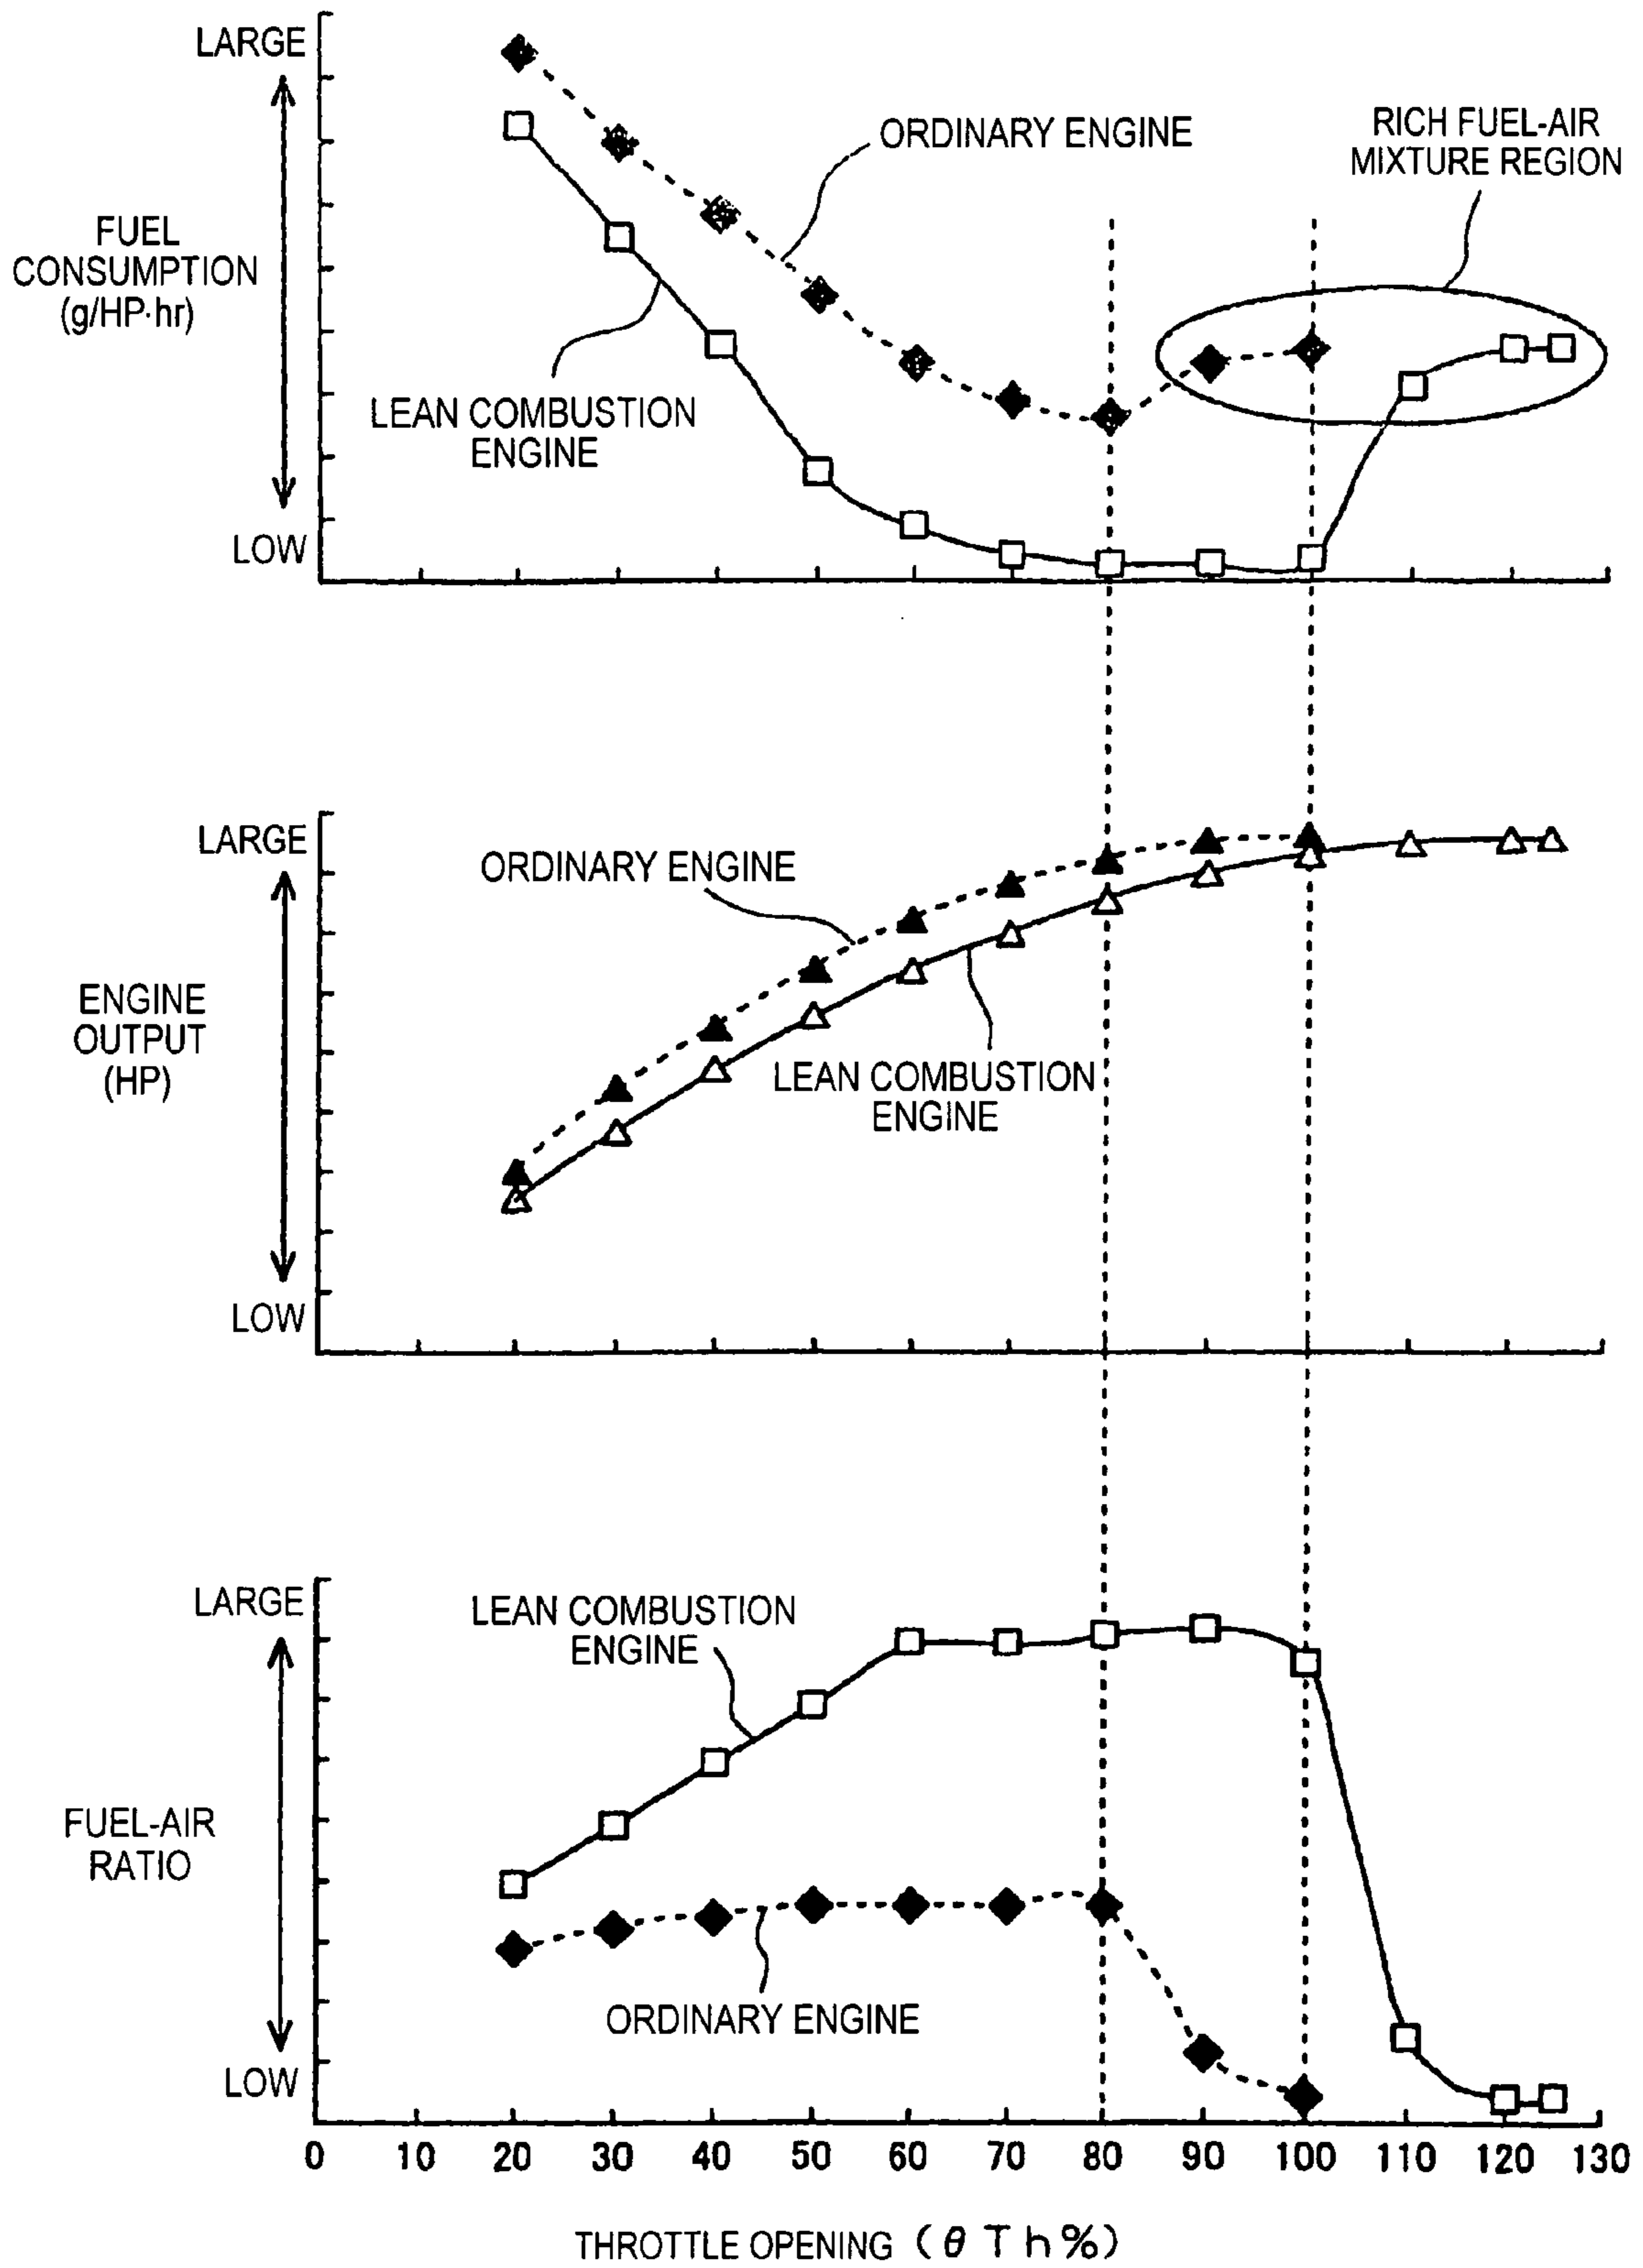 LARGE
FUEL
CONSUMPTION
(g/HP·hr)
LOW
ORDINARY ENGINE
RICH FUEL-AIR
MIXTURE REGION
LEAN COMBUSTION
ENGINE
LARGE
ENGINE
OUTPUT
(HP)
LOW
ORDINARY ENGINE
LEAN COMBUSTION
ENGINE
LARGE
FUEL-AIR
RATIO
LOW
LEAN COMBUSTION
ENGINE
ORDINARY ENGINE
0 10 20 30 40 50 60 70 80 90 100 110 120 130
THROTTLE OPENING (θTh%)